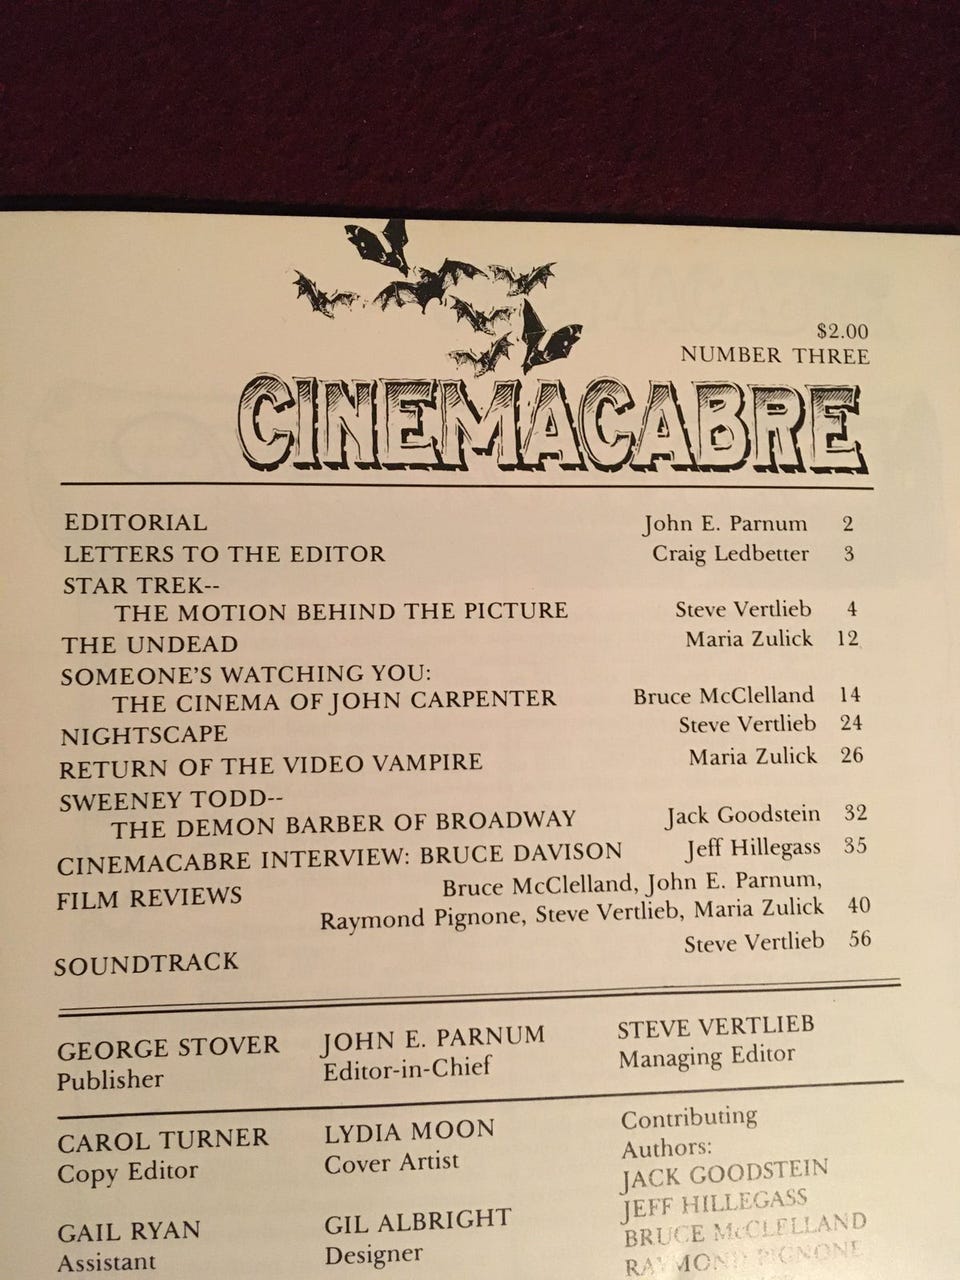 $2.00
NUMBER THREE
CINEMACABRE
EDITORIAL John E. Parnum 2
LETTERS TO THE EDITOR Craig Ledbetter 3
STAR TREK--
THE MOTION BEHIND THE PICTURE Steve Vertlieb 4
THE UNDEAD Maria Zulick 12
SOMEONE'S WATCHING YOU:
THE CINEMA OF JOHN CARPENTER Bruce McClelland 14
NIGHTSCAPE Steve Vertlieb 24
RETURN OF THE VIDEO VAMPIRE Maria Zulick 26
SWEENEY TODD--
THE DEMON BARBER OF BROADWAY Jack Goodstein 32
CINEMACABRE INTERVIEW: BRUCE DAVISON Jeff Hillegass 35
FILM REVIEWS Bruce McClelland, John E. Parnum,
Raymond Pignone, Steve Vertlieb, Maria Zulick 40
SOUNDTRACK Steve Vertlieb 56
GEORGE STOVER
Publisher
JOHN E. PARNUM
Editor-in-Chief
STEVE VERTLIEB
Managing Editor
CAROL TURNER
Copy Editor
LYDIA MOON
Cover Artist
GAIL RYAN
Assistant
GIL ALBRIGHT
Designer
Contributing
Authors:
JACK GOODSTEIN
JEFF HILLEGASS
BRUCE McCLELLAND
RAYMOND PIGNONE